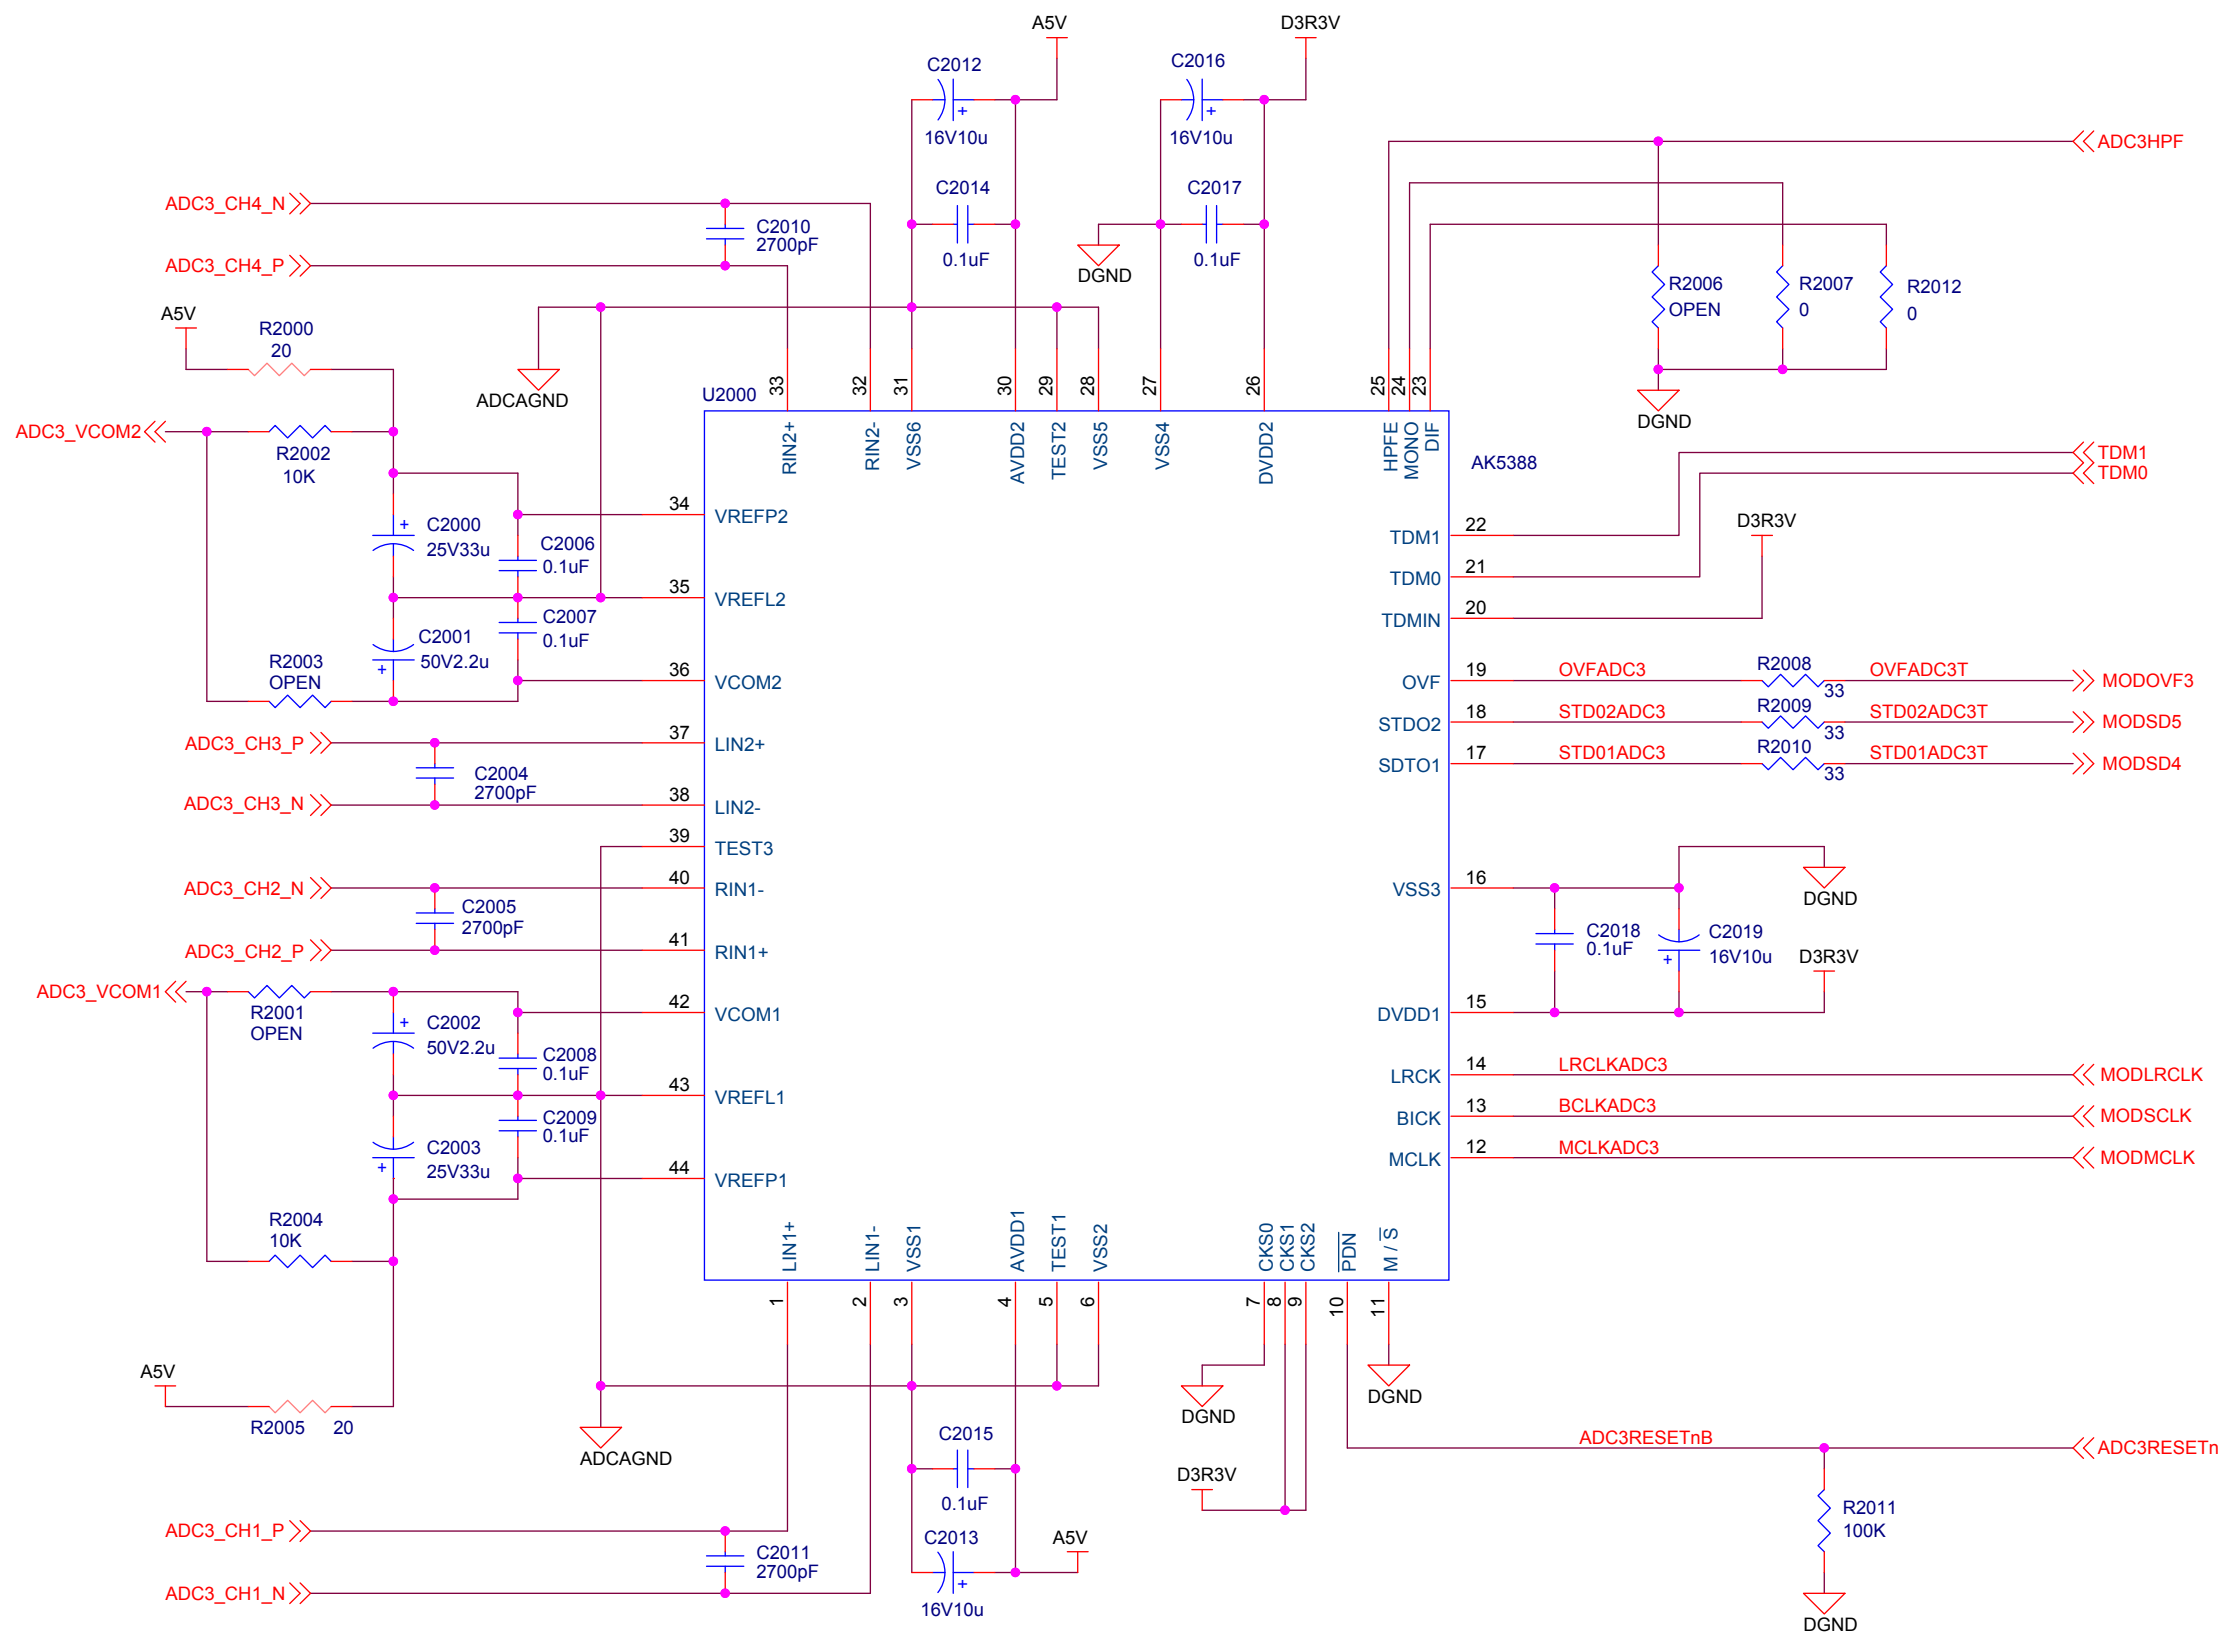 A5V
D3R3V
C2012
16V10u
C2016
16V10u
ADC3HPF
C2014
0.1uF
C2017
0.1uF
DGND
ADC3_CH4_N
C2010
2700pF
ADC3_CH4_P
R2006
OPEN
R2007
0
R2012
0
DGND
A5V
R2000
20
ADCAGND
U2000
33
32
31
30
29
28
27
26
25
24
23
RIN2+
RIN2-
VSS6
AVDD2
TEST2
VSS5
VSS4
DVDD2
HPFE
MONO
DIF
AK5388
ADC3_VCOM2
R2002
10K
34
VREFP2
C2000
25V33u
C2006
0.1uF
35
VREFL2
C2007
0.1uF
C2001
50V2.2u
R2003
OPEN
36
VCOM2
ADC3_CH3_P
37
LIN2+
C2004
2700pF
ADC3_CH3_N
38
LIN2-
39
TEST3
ADC3_CH2_N
40
RIN1-
C2005
2700pF
ADC3_CH2_P
41
RIN1+
ADC3_VCOM1
R2001
OPEN
42
VCOM1
C2002
50V2.2u
C2008
0.1uF
43
VREFL1
C2009
0.1uF
C2003
25V33u
44
VREFP1
R2004
10K
A5V
R2005
20
ADCAGND
TDM1
TDM0
D3R3V
TDM1
22
TDM0
21
TDMIN
20
OVF
19
OVFADC3
R2008
33
OVFADC3T
MODOVF3
STDO2
18
STD02ADC3
R2009
33
STD02ADC3T
MODSD5
SDTO1
17
STD01ADC3
R2010
33
STD01ADC3T
MODSD4
VSS3
16
DGND
C2018
0.1uF
C2019
16V10u
D3R3V
DVDD1
15
LRCK
14
LRCLKADC3
MODLRCLK
BICK
13
BCLKADC3
MODSCLK
MCLK
12
MCLKADC3
MODMCLK
LIN1+
LIN1-
VSS1
AVDD1
TEST1
VSS2
CKS0
CKS1
CKS2
PDN
M / S
1
2
3
4
5
6
7
8
9
10
11
DGND
DGND
C2015
0.1uF
D3R3V
ADC3RESETnB
ADC3RESETn
R2011
100K
DGND
ADC3_CH1_P
C2011
2700pF
ADC3_CH1_N
C2013
16V10u
A5V